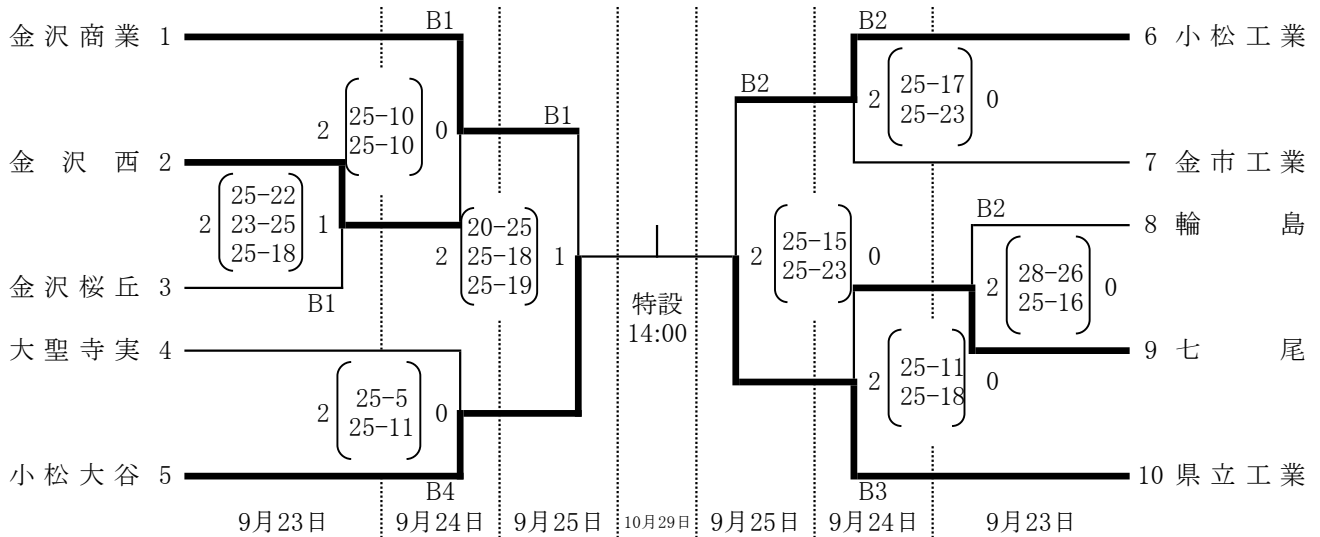 B1
B2
金沢商業 1
6 小松工業
25-10
25-10
2
0
B1
B2
25-17
25-23
2
0
金沢西 2
7 金市工業
25-22
23-25
25-18
2
1
20-25
25-18
25-19
2
1
25-15
25-23
2
0
B2
8 輪島
28-26
25-16
2
0
金沢桜丘 3
B1
特設
14:00
大聖寺実 4
9 七尾
25-5
25-11
2
0
25-11
25-18
2
0
小松大谷 5
B4
B3
10 県立工業
9月23日
9月24日
9月25日
10月29日
9月25日
9月24日
9月23日